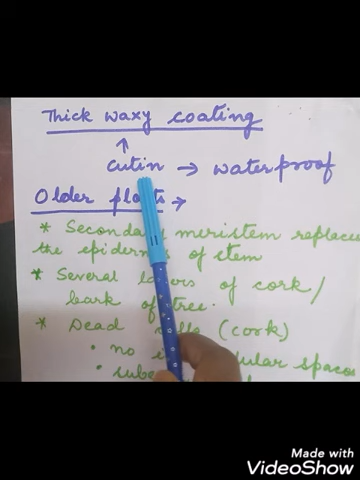 Thick waxy coating
↑
cutin → waterproof
Older plants →
* Secondary meristem replaces
the epidermis of stem
* Several layers of cork /
bark of tree.
* Dead (cork)
• no spaces
•
Made with
VideoShow